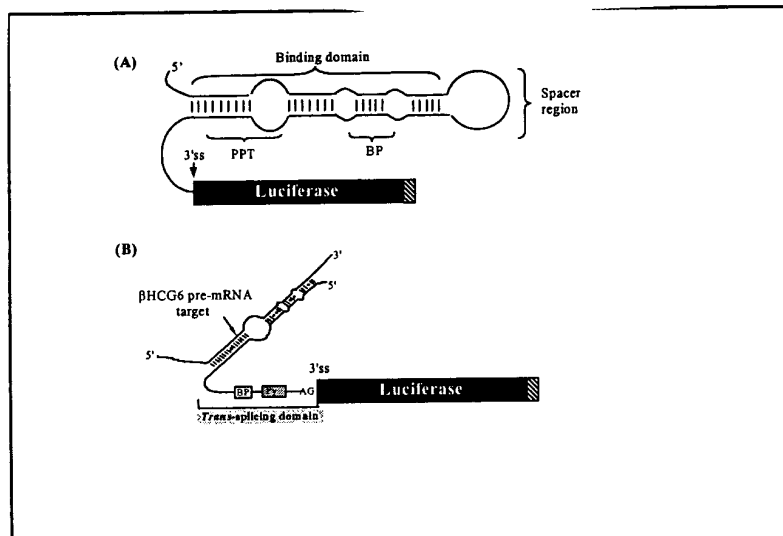 (A)
Binding domain
5'
Spacer
region
PPT
BP
3'ss
Luciferase
(B)
3'
5'
βHCG6 pre-mRNA
target
5'
3'ss
BP
AG
Luciferase
Trans-splicing domain